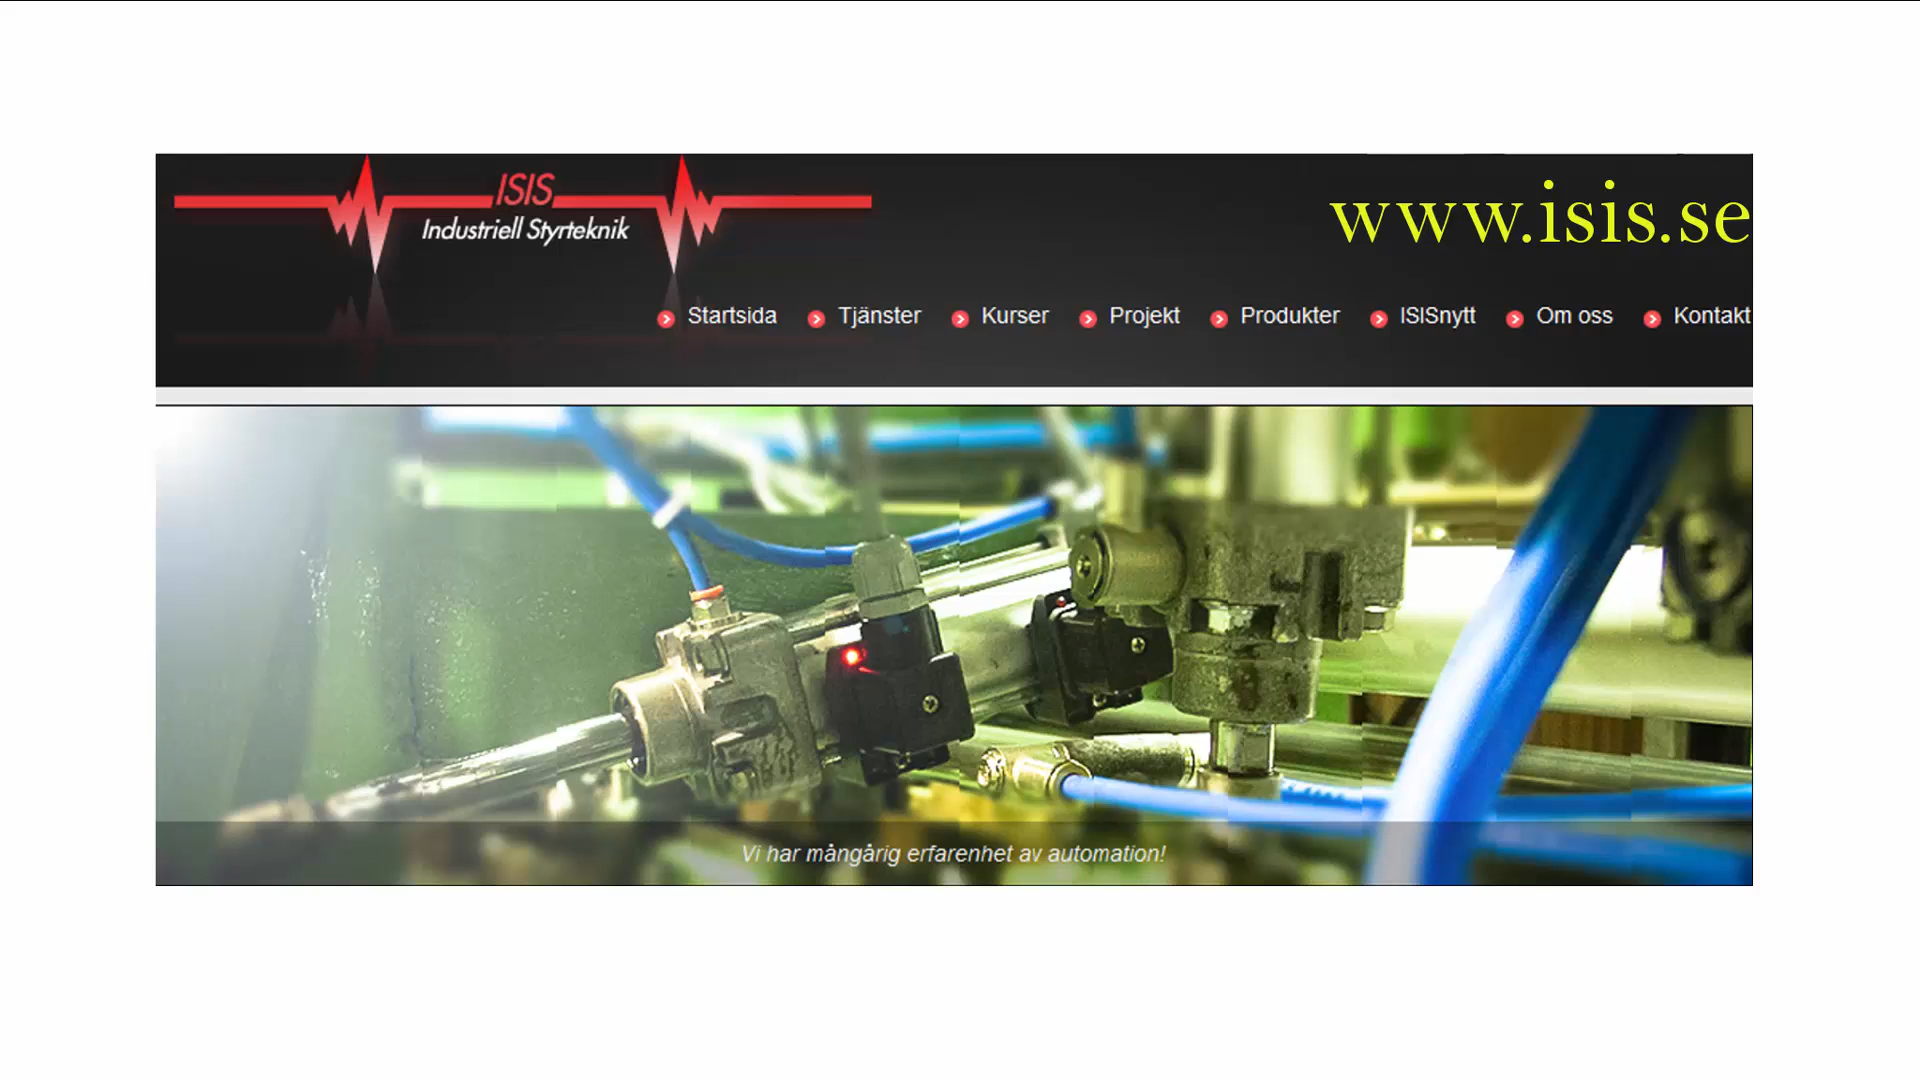 ISIS
Industriell Styrteknik
www.isis.se
Startsida Tjänster Kurser Projekt Produkter ISISnytt Om oss Kontakt
Vi har mångårig erfarenhet av automation!